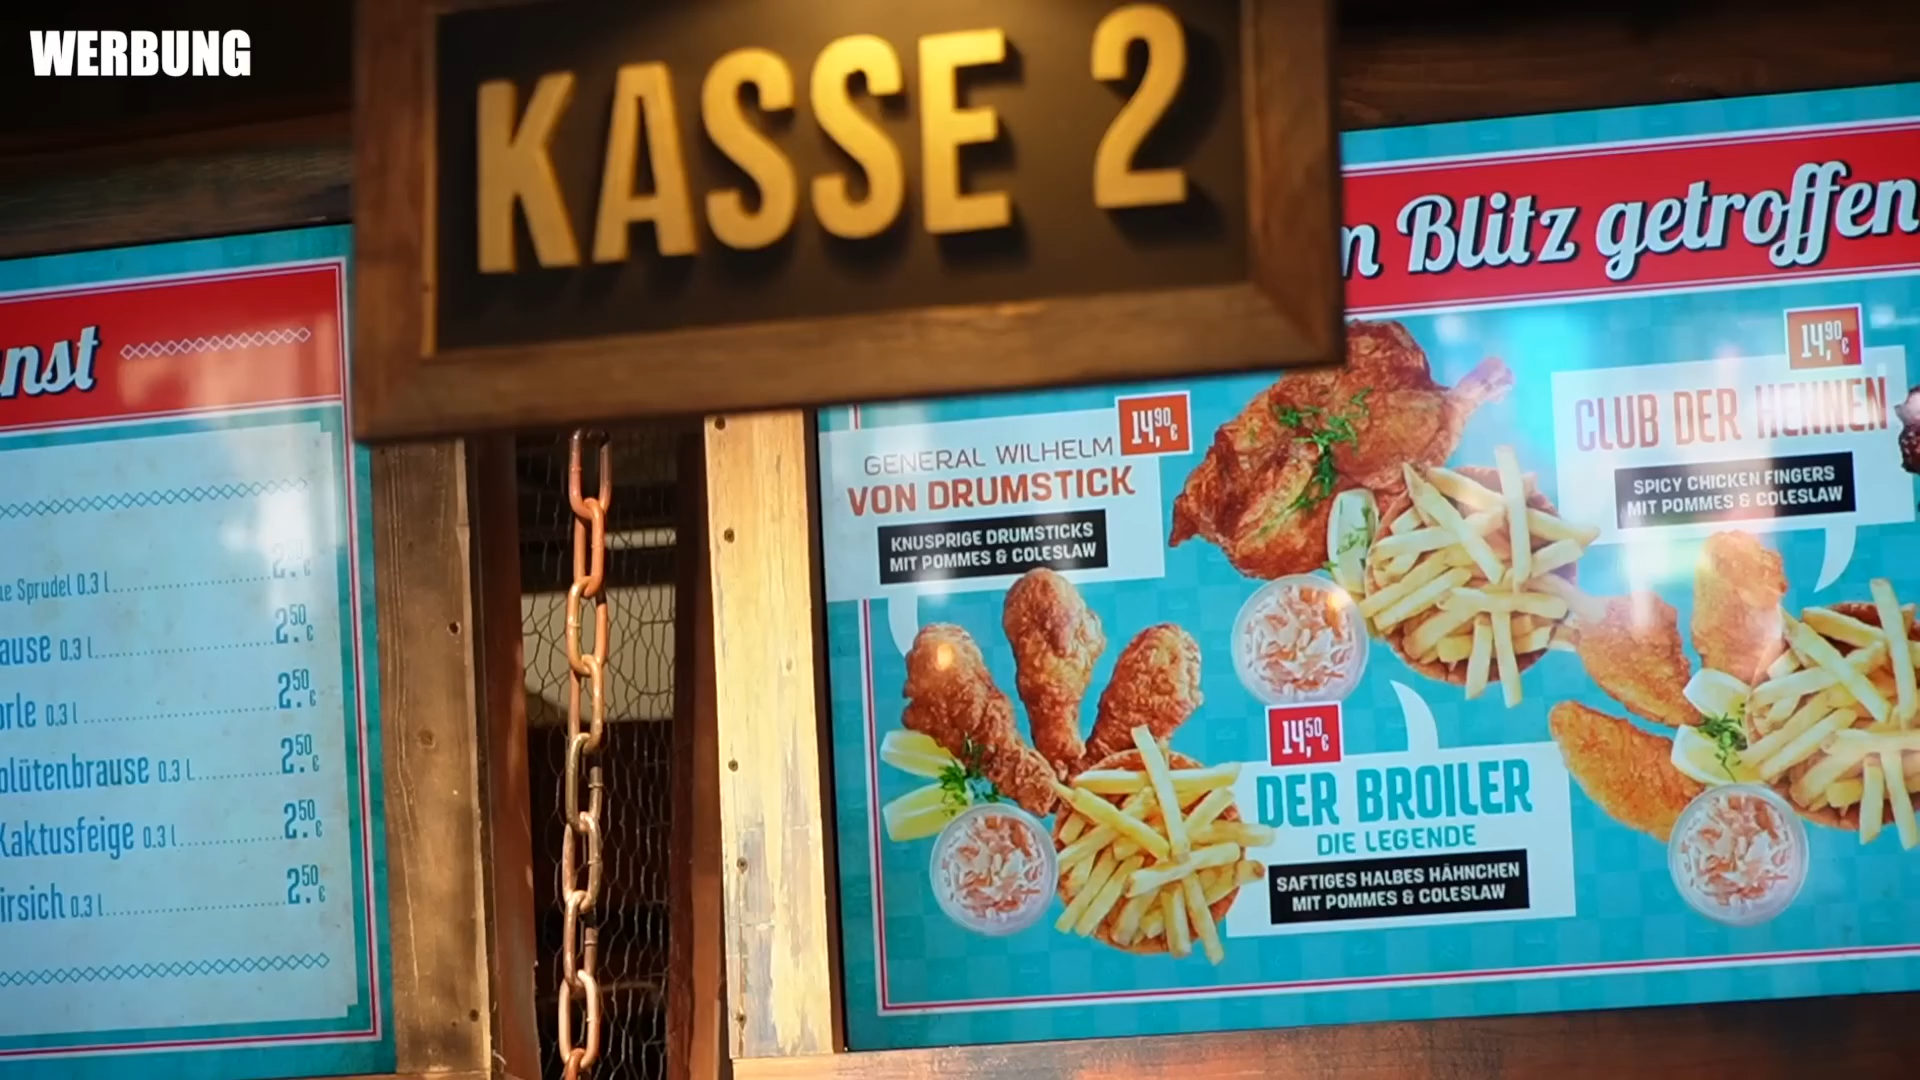 WERBUNG
KASSE 2
nst
ue Sprudel 0.3 l
ause 0.3 l 2.50 €
orle 0.3 l 2.50 €
blütenbrause 0.3 l 2.50 €
Kaktusfeige 0.3 l 2.50 €
irsich 0.3 l 2.50 €
n Blitz getroffen
14,90 €
GENERAL WILHELM
VON DRUMSTICK
KNUSPRIGE DRUMSTICKS
MIT POMMES & COLESLAW
14,90 €
CLUB DER HENNEN
SPICY CHICKEN FINGERS
MIT POMMES & COLESLAW
14,50 €
DER BROILER
DIE LEGENDE
SAFTIGES HALBES HÄHNCHEN
MIT POMMES & COLESLAW